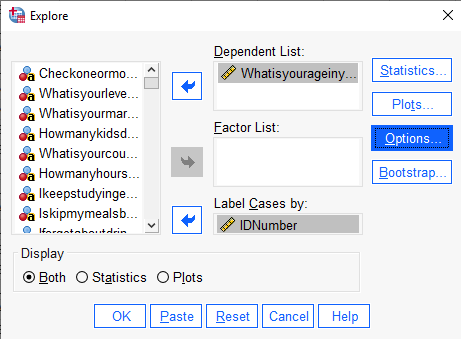 Explore
Dependent List:
Whatisyourageiny...
Checkoneormo...
Whatisyourleve...
Whatisyourmar...
Howmanykidsd...
Whatisyourcou...
Howmanyhours...
Ikeepstudyinge...
Iskipmymealsb...
Factor List:
Label Cases by:
IDNumber
Statistics...
Plots...
Options...
Bootstrap...
Display
Both Statistics Plots
OK Paste Reset Cancel Help